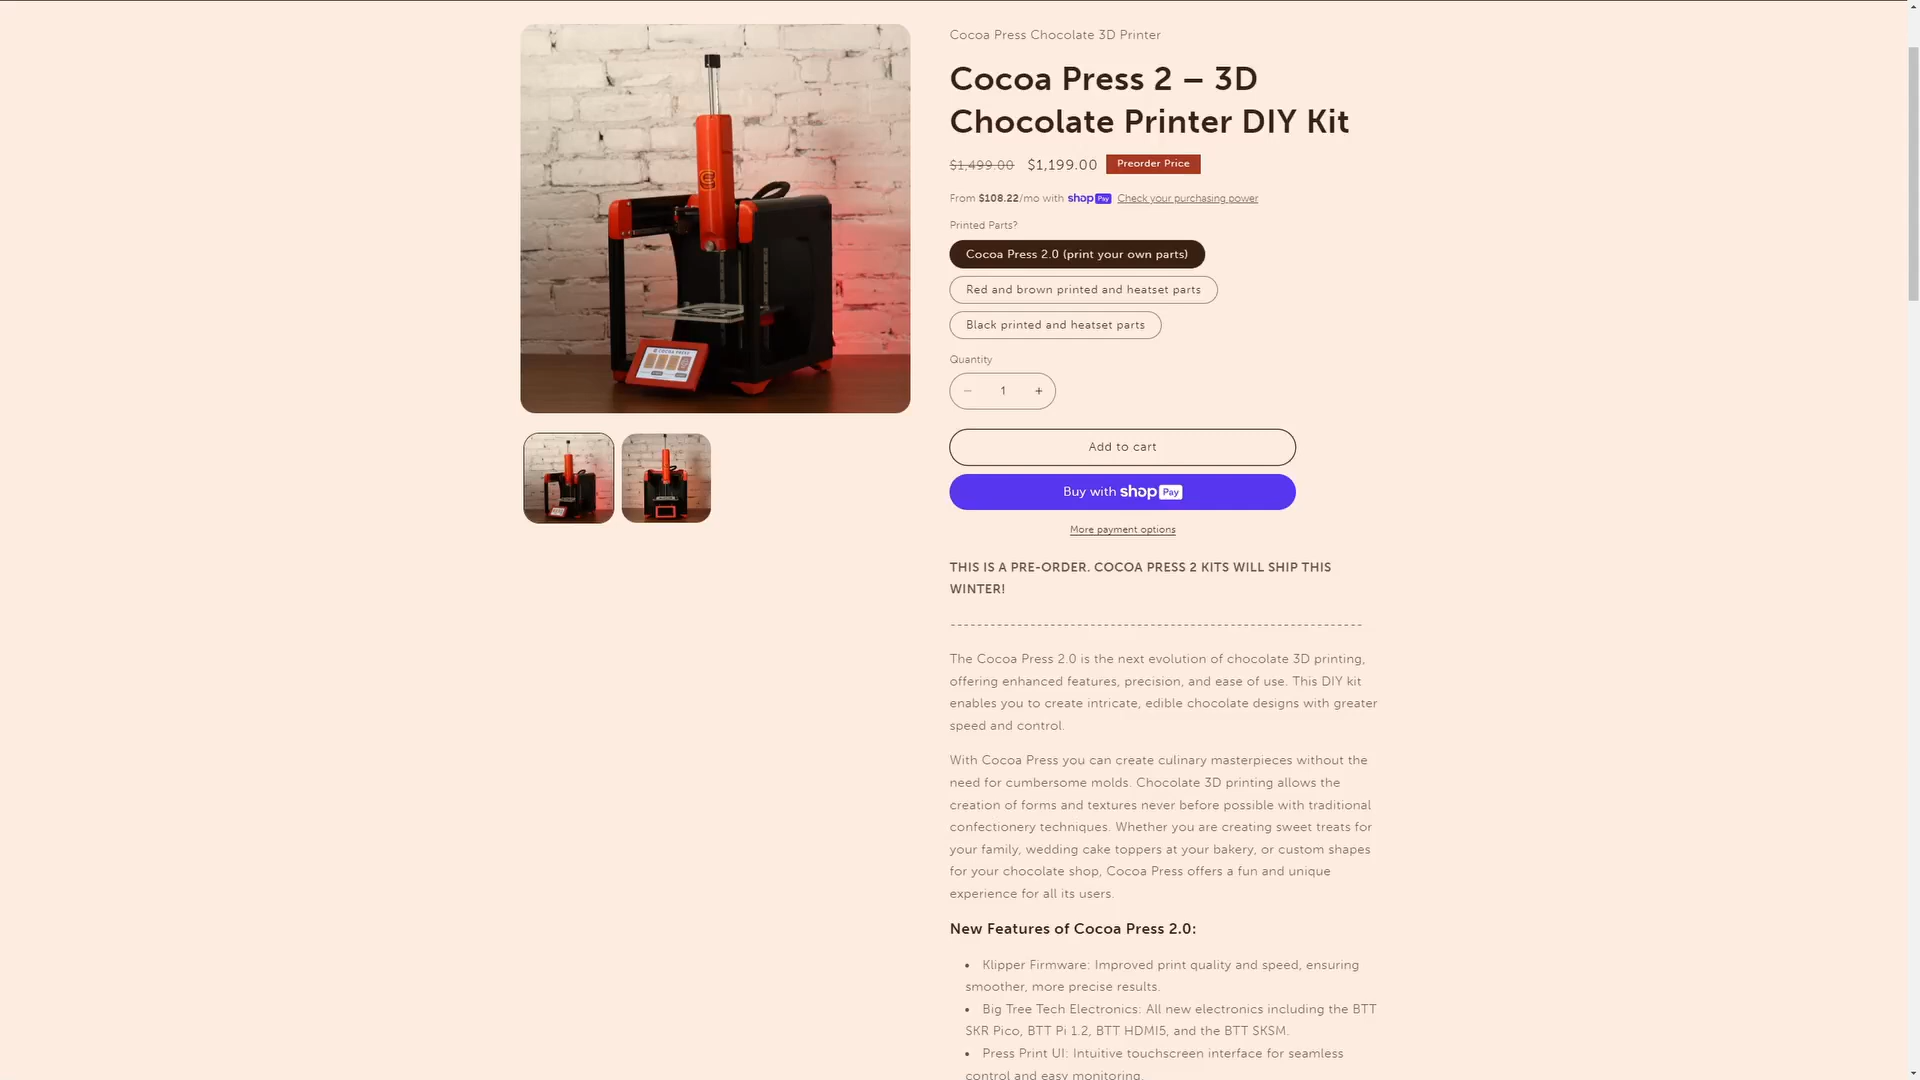 Cocoa Press Chocolate 3D Printer
Cocoa Press 2 – 3D
Chocolate Printer DIY Kit
$1,499.00 $1,199.00 Preorder Price
From $108.22/mo with shop Pay Check your purchasing power
Printed Parts?
Cocoa Press 2.0 (print your own parts)
Red and brown printed and heatset parts
Black printed and heatset parts
Quantity
− 1 +
Add to cart
Buy with shop Pay
More payment options
THIS IS A PRE-ORDER. COCOA PRESS 2 KITS WILL SHIP THIS
WINTER!
--------------------------------------------------------------
The Cocoa Press 2.0 is the next evolution of chocolate 3D printing,
offering enhanced features, precision, and ease of use. This DIY kit
enables you to create intricate, edible chocolate designs with greater
speed and control.
With Cocoa Press you can create culinary masterpieces without the
need for cumbersome molds. Chocolate 3D printing allows the
creation of forms and textures never before possible with traditional
confectionery techniques. Whether you are creating sweet treats for
your family, wedding cake toppers at your bakery, or custom shapes
for your chocolate shop, Cocoa Press offers a fun and unique
experience for all its users.
New Features of Cocoa Press 2.0:
• Klipper Firmware: Improved print quality and speed, ensuring
smoother, more precise results.
• Big Tree Tech Electronics: All new electronics including the BTT
SKR Pico, BTT Pi 1.2, BTT HDMI5, and the BTT SKSM.
• Press Print UI: Intuitive touchscreen interface for seamless
control and easy monitoring.
COCOA PRESS